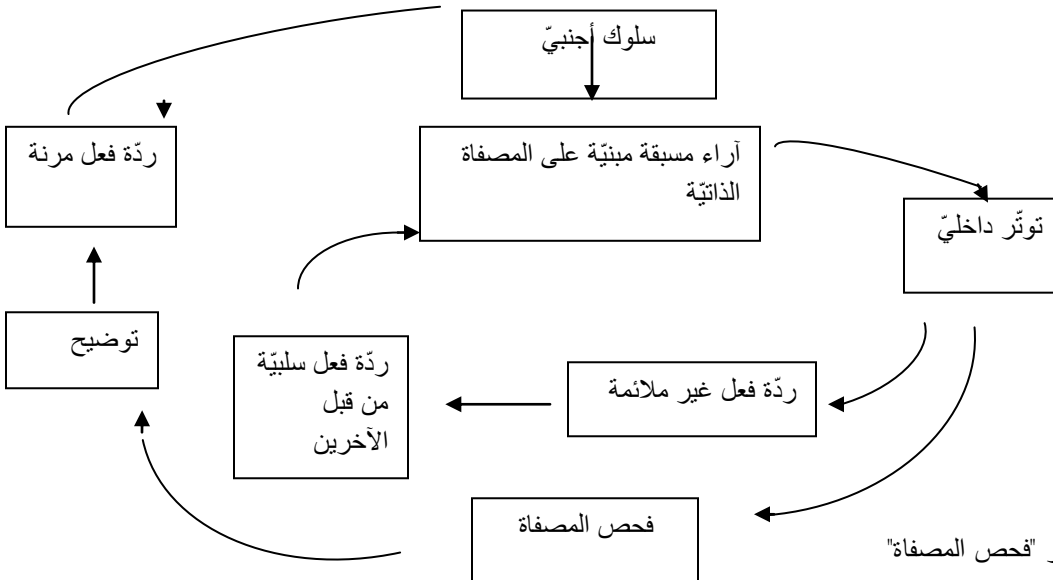 سلوك أجنبيّ
آراء مسبقة مبنيّة على المصفاة
الذاتيّة
ردّة فعل مرنة
توتّر داخليّ
توضيح
ردّة فعل سلبيّة
من قبل
الآخرين
ردّة فعل غير ملائمة
فحص المصفاة
"فحص المصفاة"